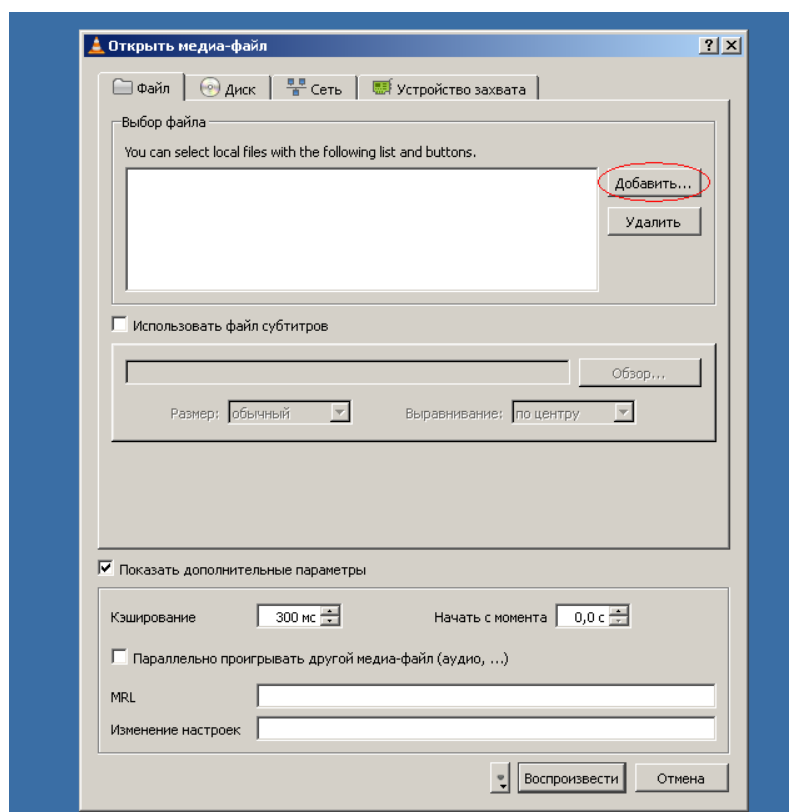 Открыть медиа-файл
Файл Диск Сеть Устройство захвата
Выбор файла
You can select local files with the following list and buttons.
Добавить...
Удалить
Использовать файл субтитров
Обзор...
Размер: обычный Выравнивание: по центру
Показать дополнительные параметры
Кэширование 300 мс Начать с момента 0,0 с
Параллельно проигрывать другой медиа-файл (аудио, ...)
MRL
Изменение настроек
Воспроизвести Отмена